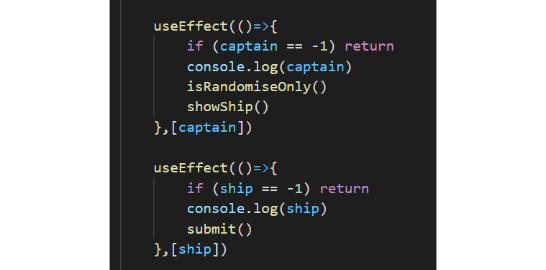 useEffect(()=>{
if (captain == -1) return
console.log(captain)
isRandomiseOnly()
showShip()
},[captain])
useEffect(()=>{
if (ship == -1) return
console.log(ship)
submit()
},[ship])